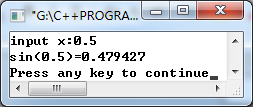 "G:\C++PROGRA...
input x:0.5
sin(0.5)=0.479427
Press any key to continue